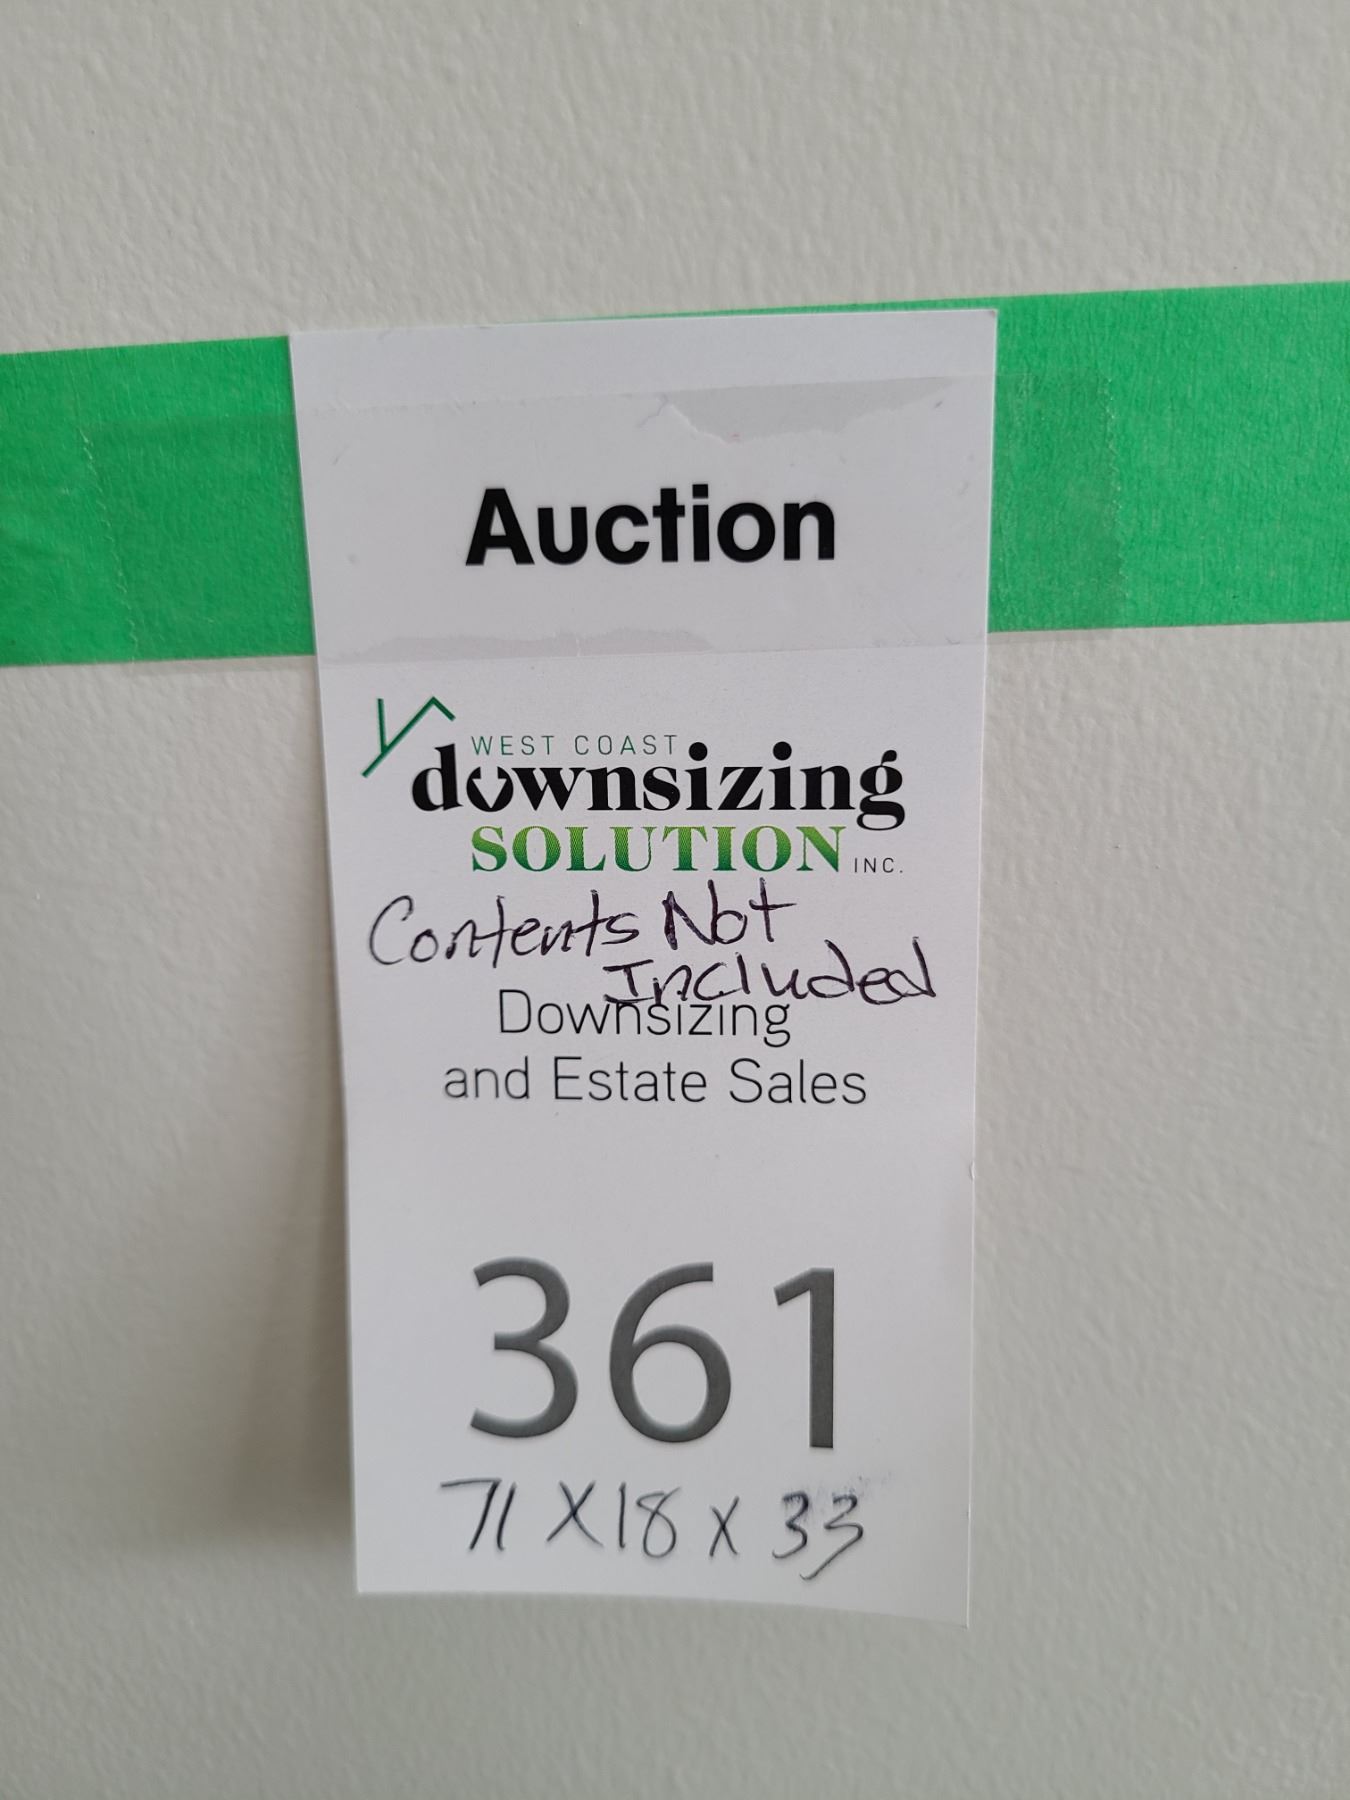 Auction
WEST COAST
downsizing
SOLUTION INC.
Contents Not
Included
Downsizing
and Estate Sales
361
71 X 18 X 33